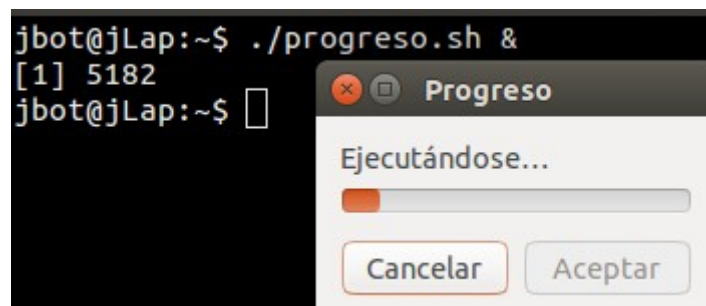 jbot@jLap:~$ ./progreso.sh &
[1] 5182
jbot@jLap:~$
Progreso
Ejecutándose...
Cancelar
Aceptar